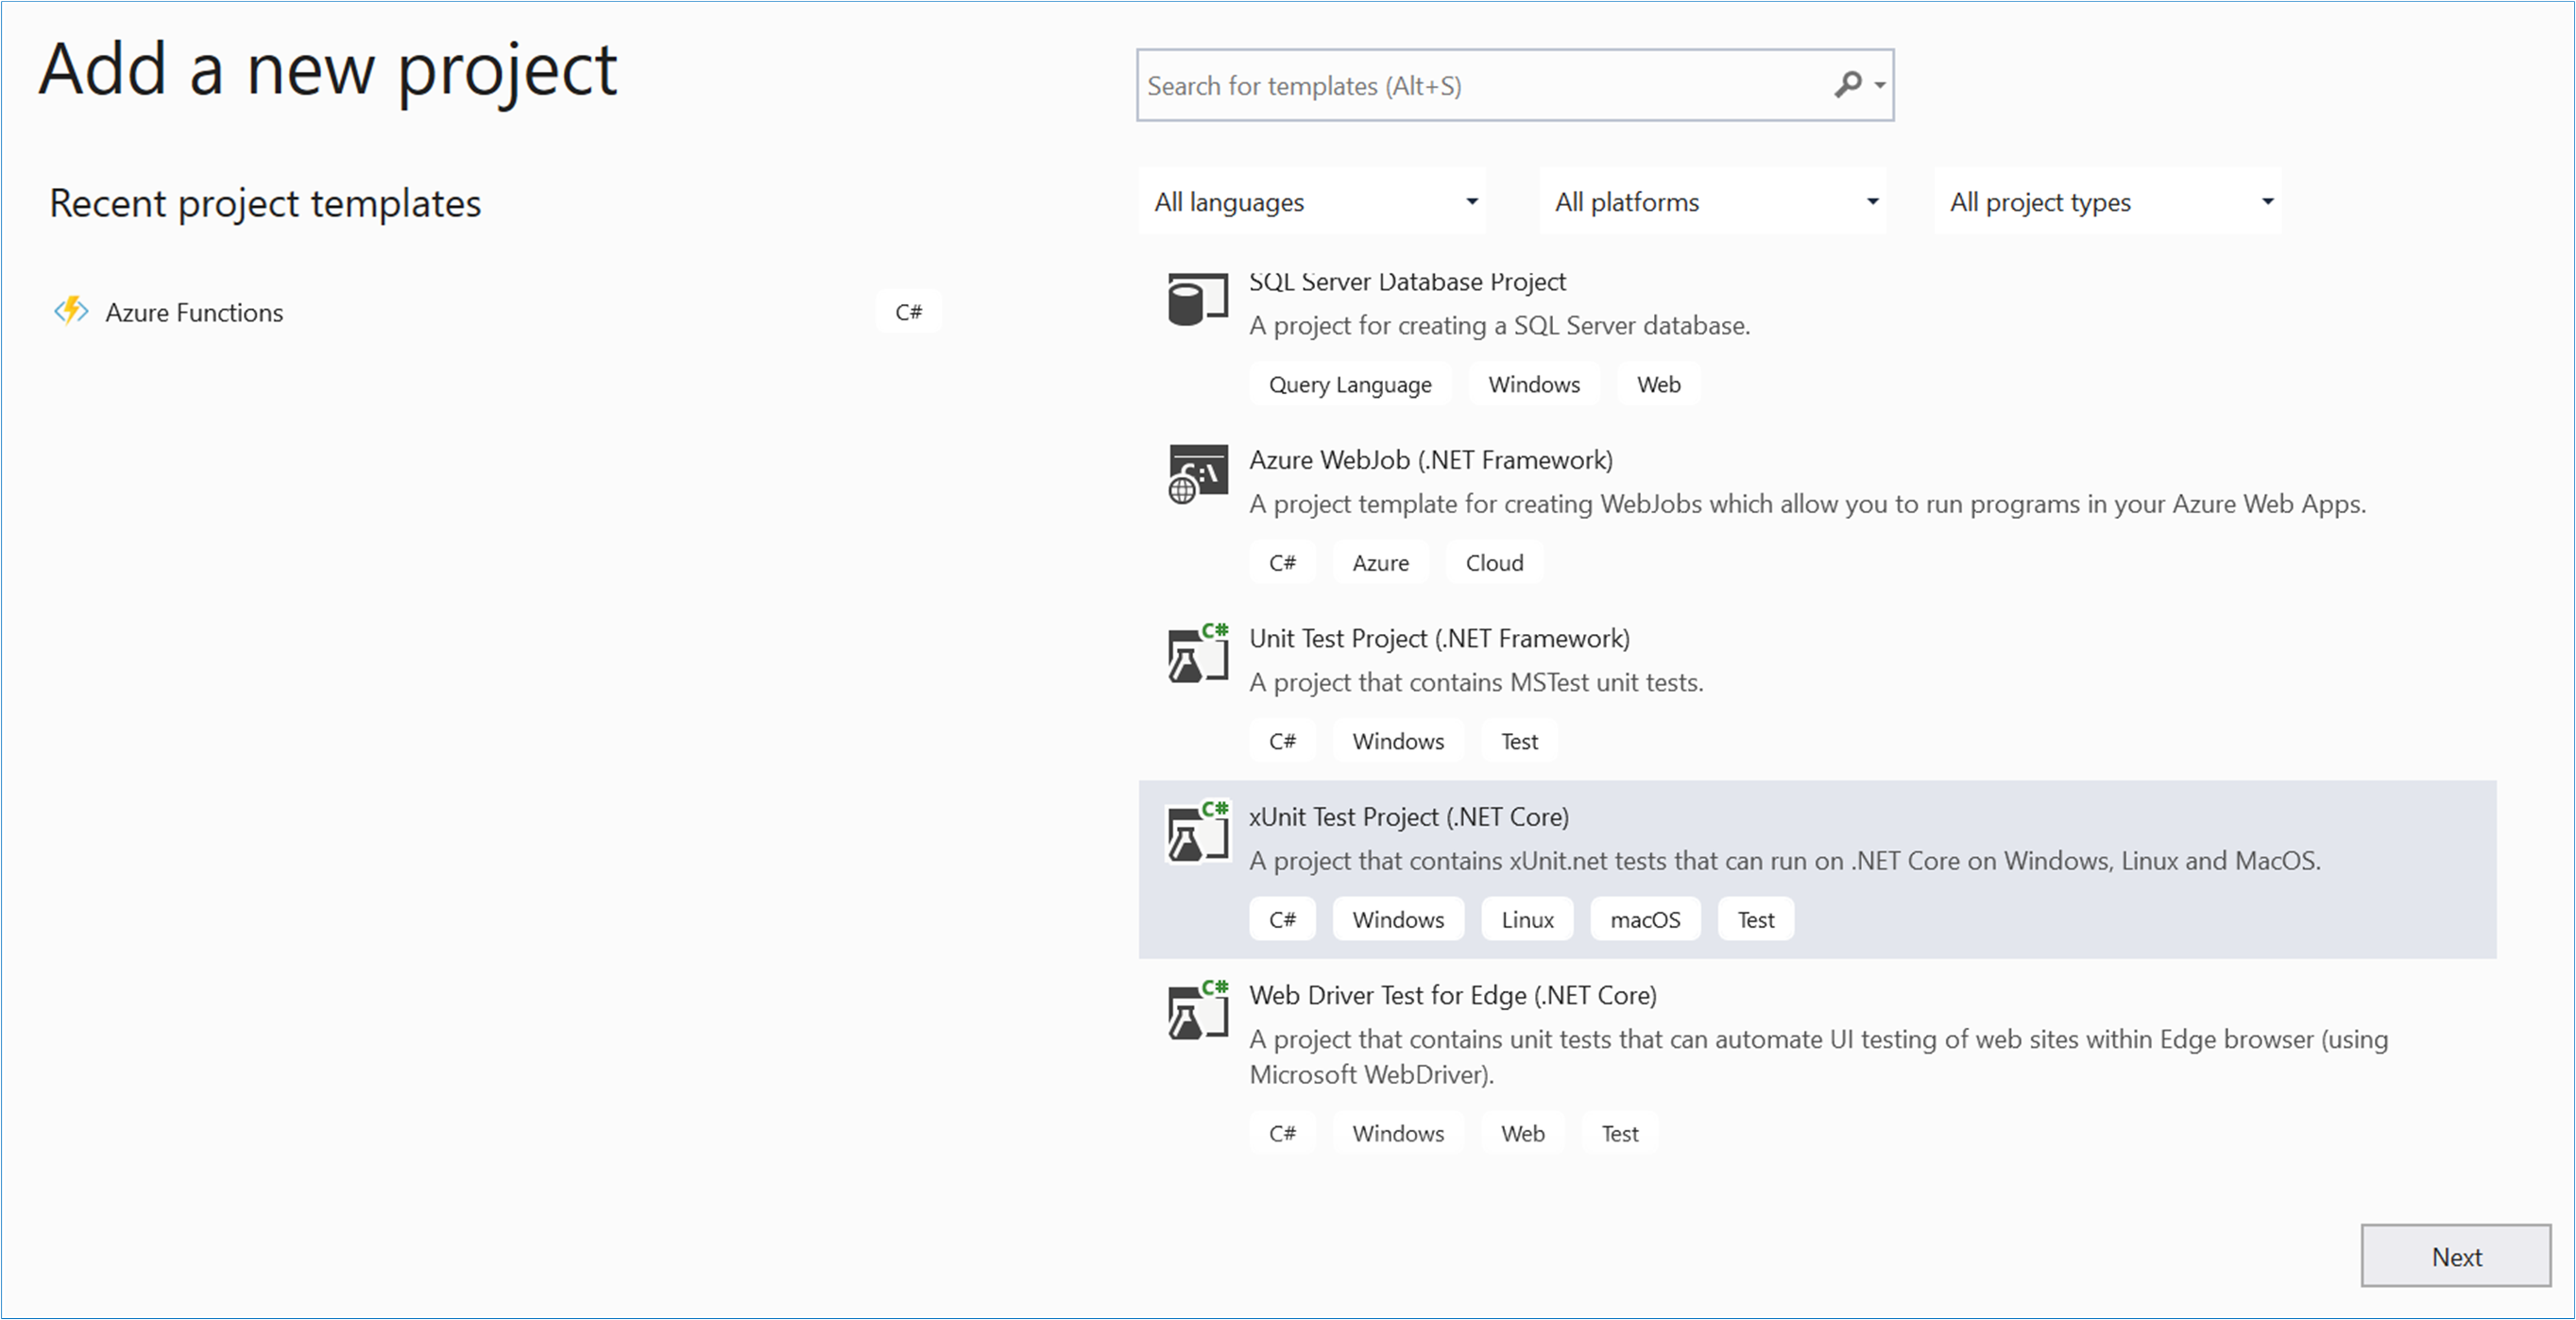 Add a new project
Search for templates (Alt+S)
Recent project templates
All languages
All platforms
All project types
Azure Functions
C#
SQL Server Database Project
A project for creating a SQL Server database.
Query Language
Windows
Web
C:\
Azure WebJob (.NET Framework)
A project template for creating WebJobs which allow you to run programs in your Azure Web Apps.
C#
Azure
Cloud
C#
Unit Test Project (.NET Framework)
A project that contains MSTest unit tests.
C#
Windows
Test
C#
xUnit Test Project (.NET Core)
A project that contains xUnit.net tests that can run on .NET Core on Windows, Linux and MacOS.
C#
Windows
Linux
macOS
Test
C#
Web Driver Test for Edge (.NET Core)
A project that contains unit tests that can automate UI testing of web sites within Edge browser (using
Microsoft WebDriver).
C#
Windows
Web
Test
Next